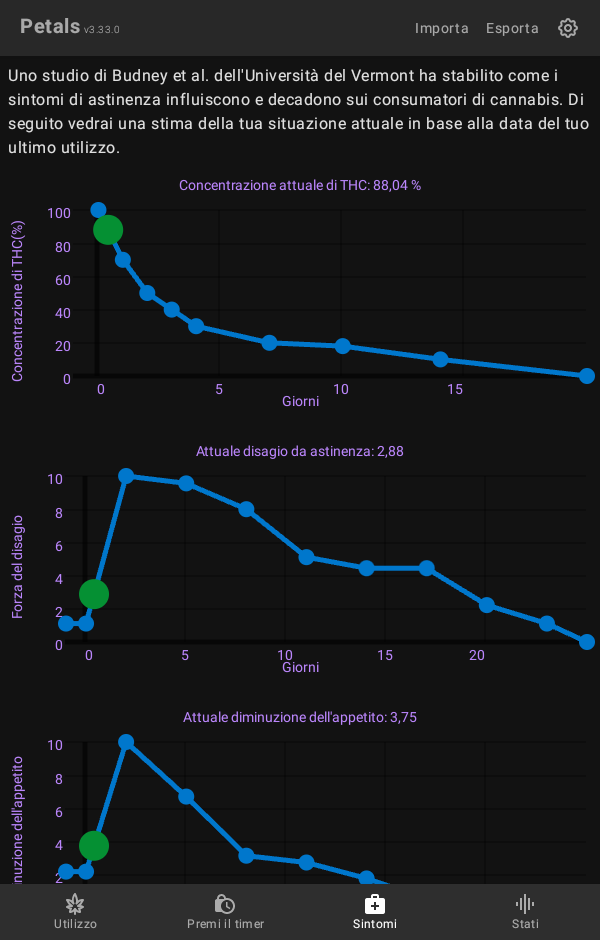 Petals v3.33.0
Importa Esporta
Uno studio di Budney et al. dell'Università del Vermont ha stabilito come i
sintomi di astinenza influiscono e decadono sui consumatori di cannabis. Di
seguito vedrai una stima della tua situazione attuale in base alla data del tuo
ultimo utilizzo.
Concentrazione attuale di THC: 88,04 %
Concentrazione di THC(%)
100
80
60
40
20
0
0 5 10 15
Giorni
Attuale disagio da astinenza: 2,88
Forza del disagio
10
8
6
4
2
0
0 5 10 15 20
Giorni
Attuale diminuzione dell'appetito: 3,75
nuzione dell'appetito
10
8
6
4
2
Utilizzo Premi il timer Sintomi Stati